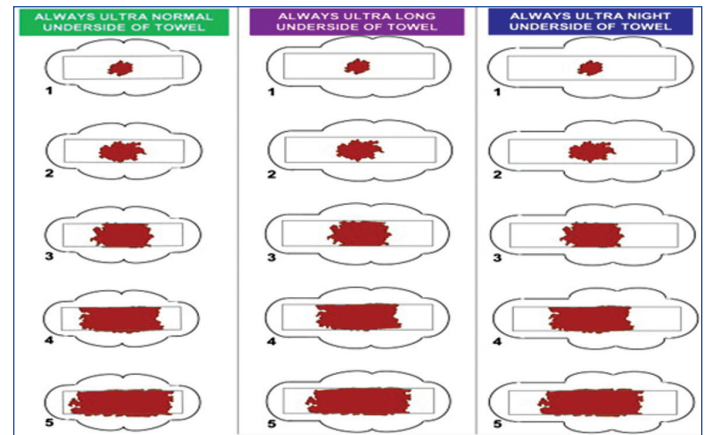 ALWAYS ULTRA NORMAL
UNDERSIDE OF TOWEL
ALWAYS ULTRA LONG
UNDERSIDE OF TOWEL
ALWAYS ULTRA NIGHT
UNDERSIDE OF TOWEL
1
1
1
2
2
2
3
3
3
4
4
4
5
5
5